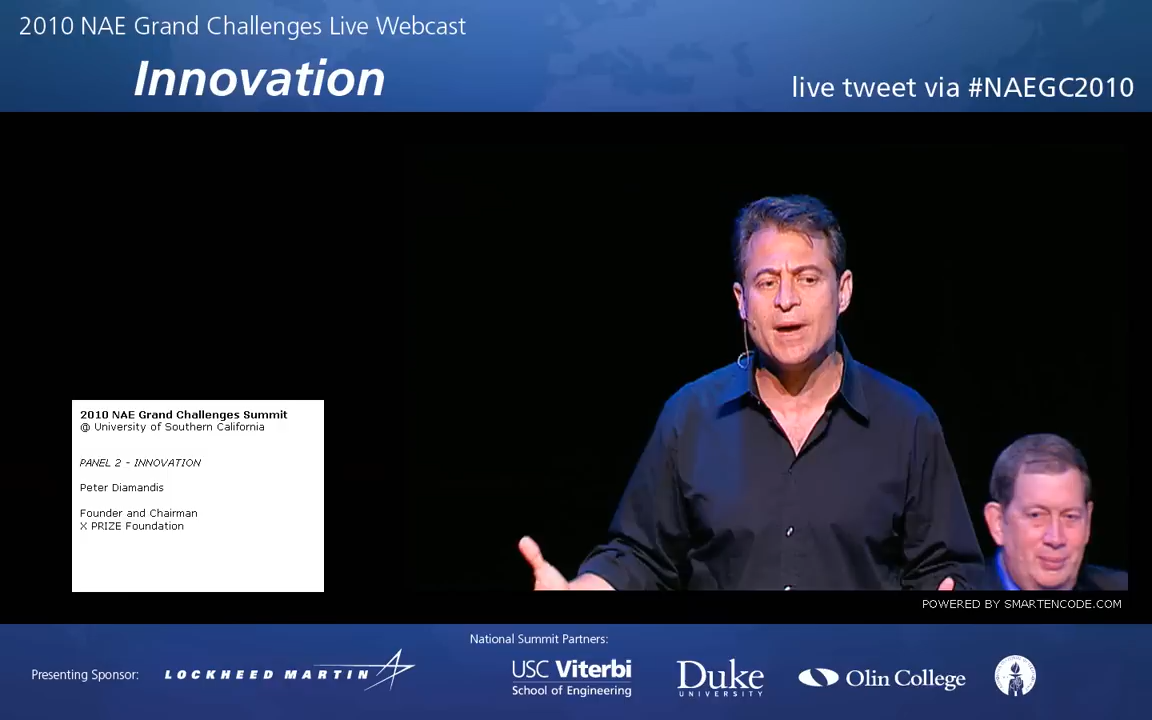 2010 NAE Grand Challenges Live Webcast
Innovation
live tweet via #NAEGC2010
2010 NAE Grand Challenges Summit
@ University of Southern California
PANEL 2 - INNOVATION
Peter Diamandis
Founder and Chairman
X PRIZE Foundation
POWERED BY SMARTENCODE.COM
National Summit Partners:
Presenting Sponsor:
LOCKHEED MARTIN
USC Viterbi
School of Engineering
Duke
UNIVERSITY
Olin College